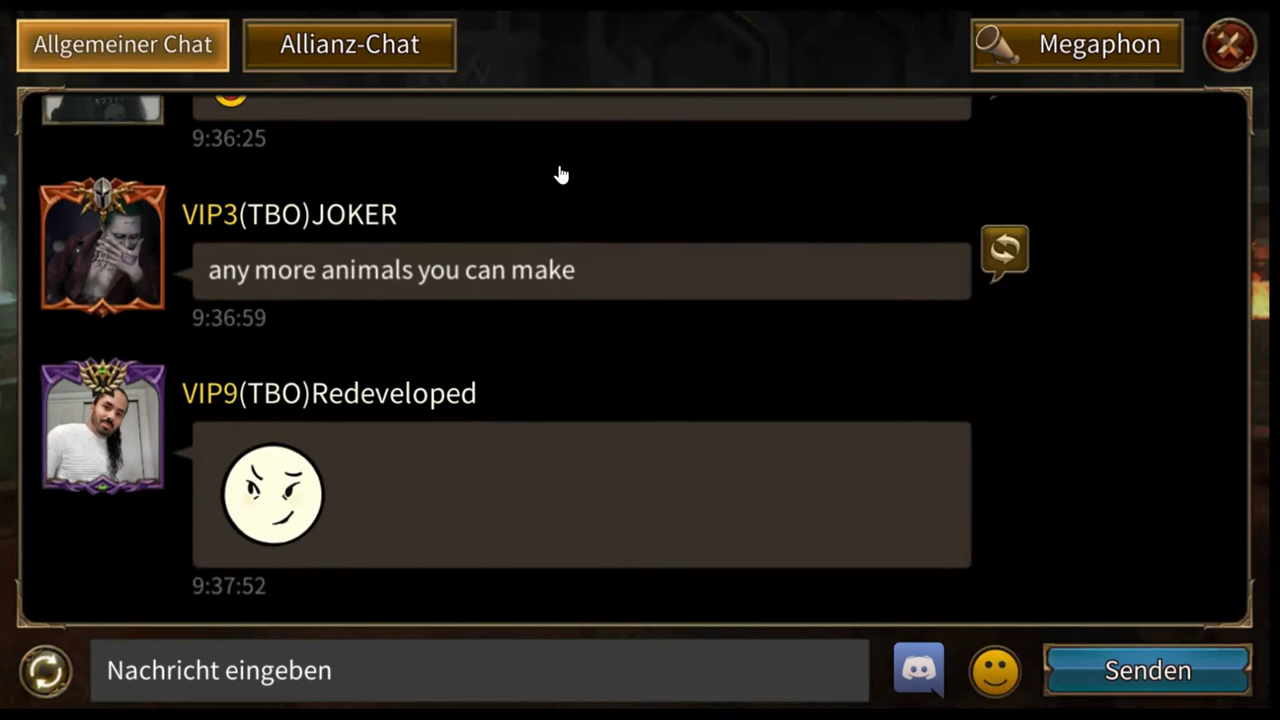 Allgemeiner Chat
Allianz-Chat
Megaphon
9:36:25
VIP3(TBO)JOKER
any more animals you can make
9:36:59
VIP9(TBO)Redeveloped
9:37:52
Nachricht eingeben
Senden